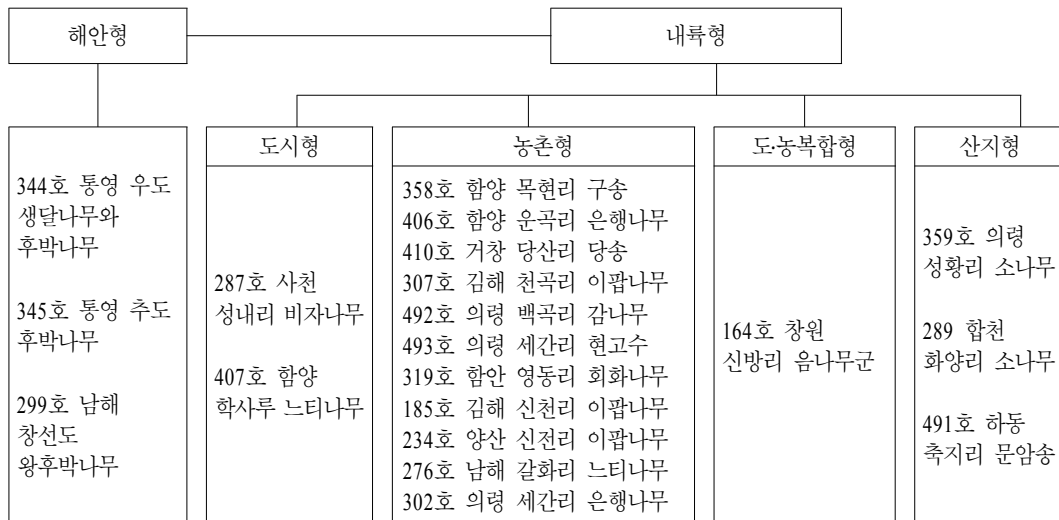 해안형
내륙형
344호 통영 우도
생달나무와
후박나무
345호 통영 추도
후박나무
299호 남해
창선도
왕후박나무
도시형
287호 사천
성내리 비자나무
407호 함양
학사루 느티나무
농촌형
358호 함양 목현리 구송
406호 함양 운곡리 은행나무
410호 거창 당산리 당송
307호 김해 천곡리 이팝나무
492호 의령 백곡리 감나무
493호 의령 세간리 현고수
319호 함안 영동리 회화나무
185호 김해 신천리 이팝나무
234호 양산 신전리 이팝나무
276호 남해 갈화리 느티나무
302호 의령 세간리 은행나무
도·농복합형
164호 창원
신방리 음나무군
산지형
359호 의령
성황리 소나무
289 합천
화양리 소나무
491호 하동
축지리 문암송